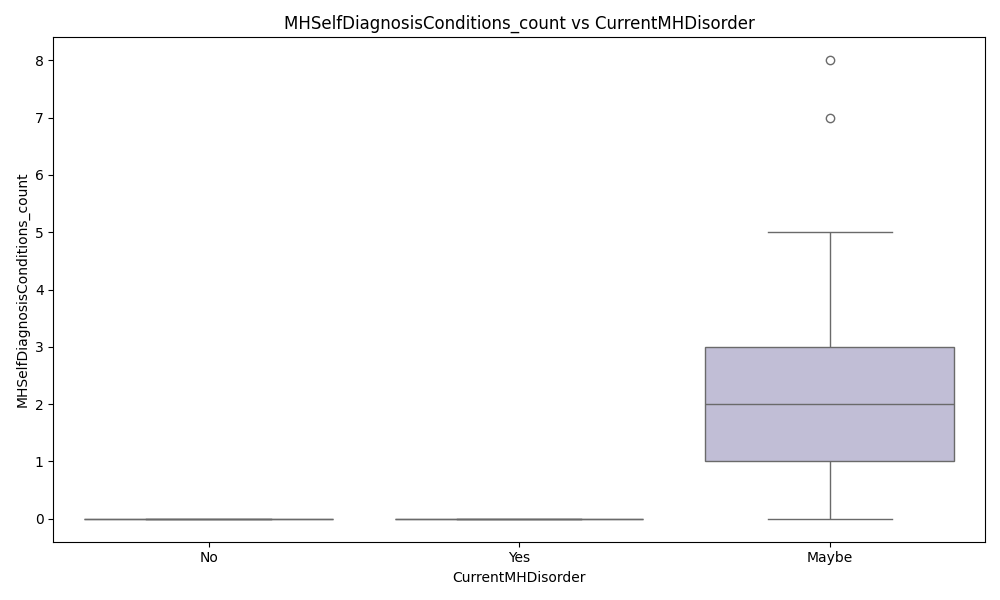 MHSelfDiagnosisConditions_count vs CurrentMHDisorder
MHSelfDiagnosisConditions_count
8
7
6
5
4
3
2
1
0
No
Yes
Maybe
CurrentMHDisorder